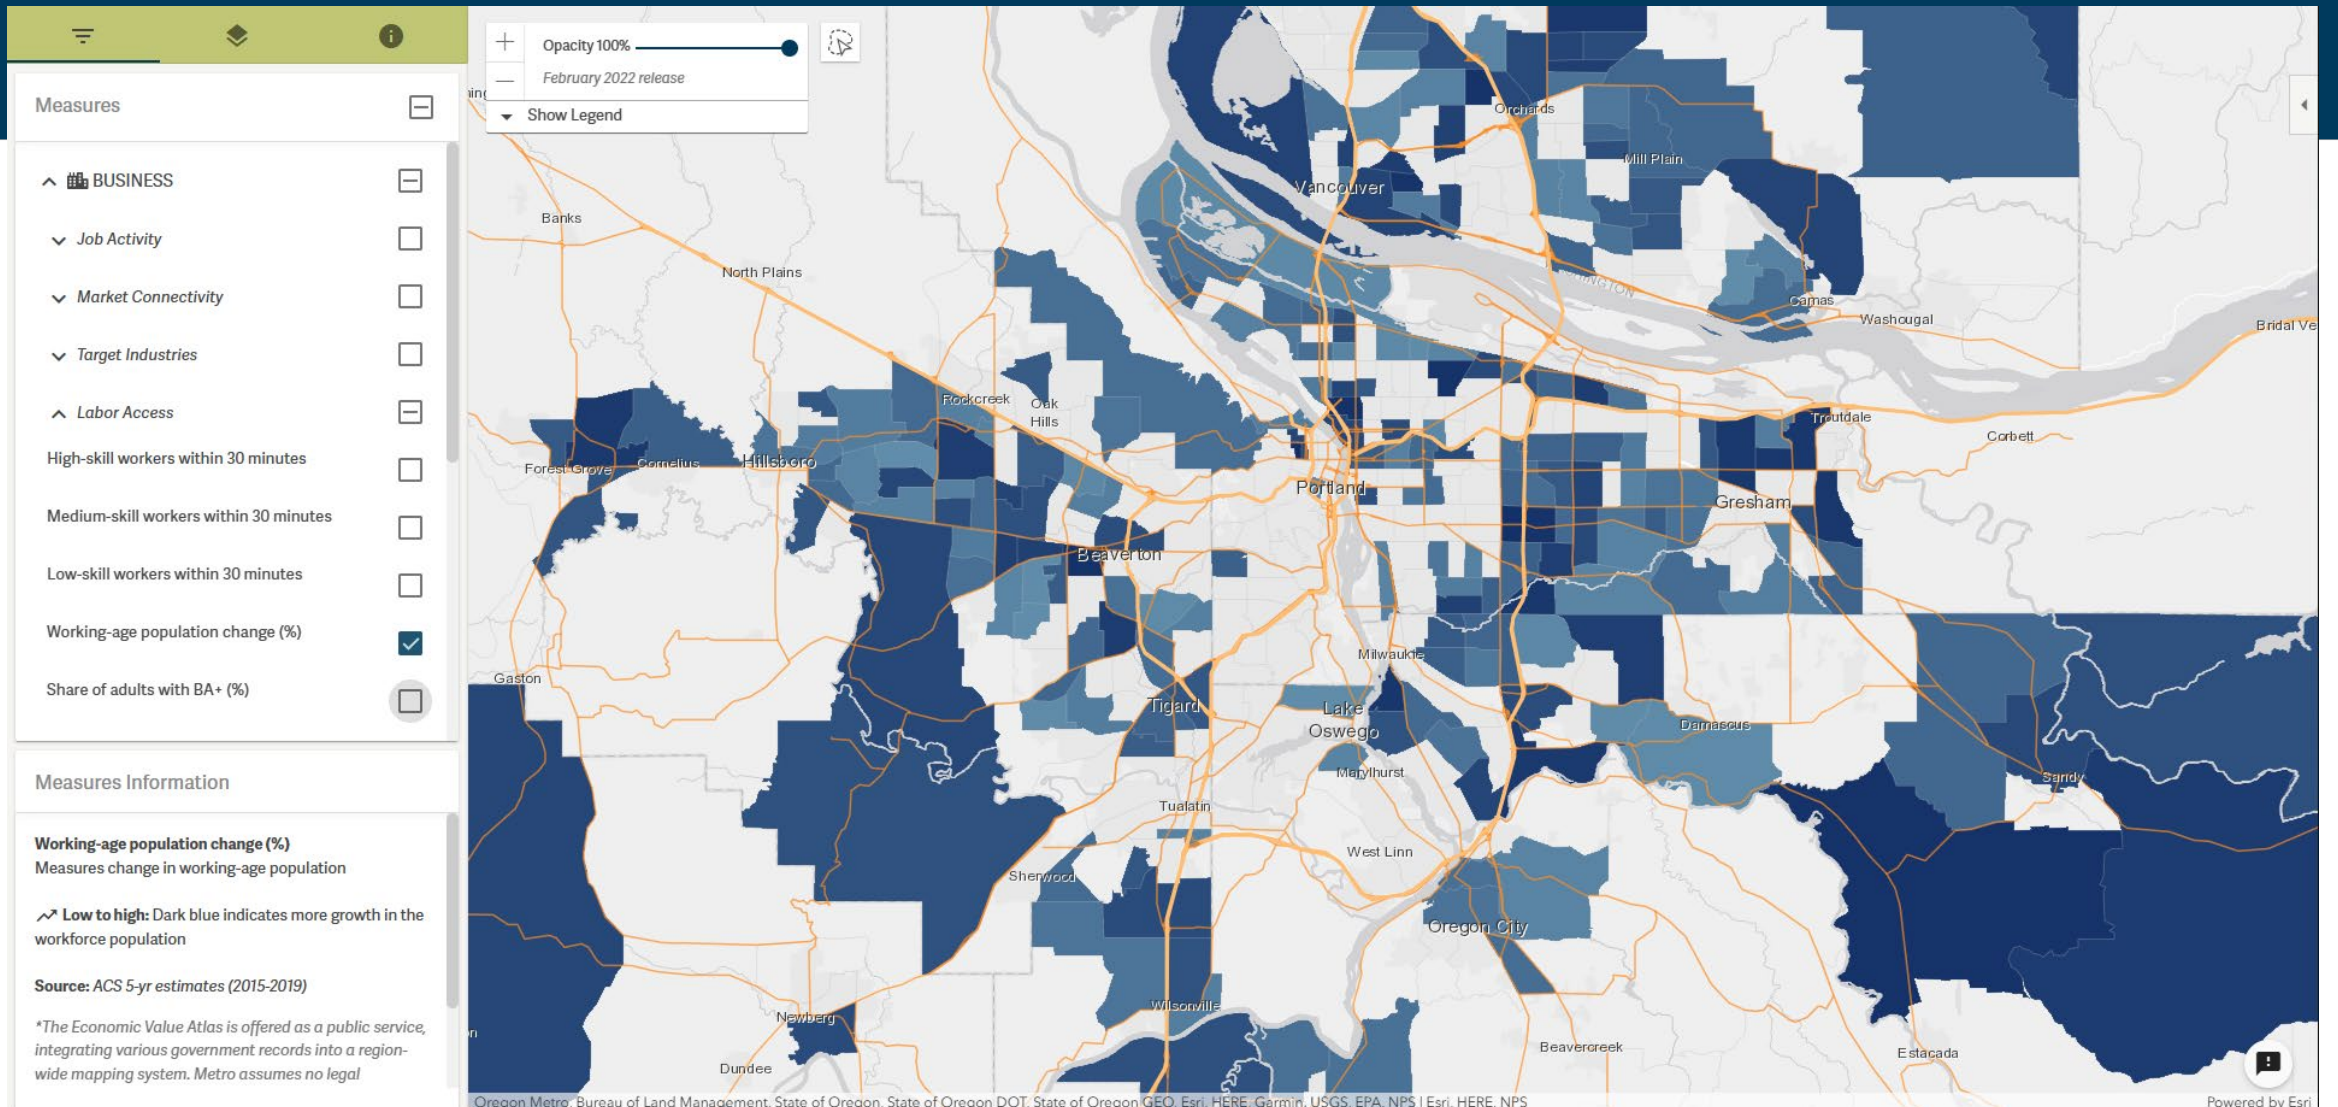 Measures
BUSINESS
Job Activity
Market Connectivity
Target Industries
Labor Access
High-skill workers within 30 minutes
Medium-skill workers within 30 minutes
Low-skill workers within 30 minutes
Working-age population change (%)
Share of adults with BA+ (%)
Measures Information
Working-age population change (%)
Measures change in working-age population
Low to high: Dark blue indicates more growth in the
workforce population
Source: ACS 5-yr estimates (2015-2019)
*The Economic Value Atlas is offered as a public service,
integrating various government records into a region-
wide mapping system. Metro assumes no legal
Opacity 100%
February 2022 release
Show Legend
Orchards
Mill Plain
Vancouver
Banks
North Plains
Camas
Washougal
Bridal Ve
Rockcreek
Oak
Hills
Troutdale
Corbett
Forest Grove
Cornelius
Hillsboro
Portland
Gresham
Beaverton
Milwaukie
Gaston
Tigard
Lake
Oswego
Damascus
Marylhurst
Sandy
Tualatin
West Linn
Sherwood
Oregon City
Wilsonville
Newberg
Beavercreek
Estacada
Dundee
Oregon Metro, Bureau of Land Management, State of Oregon, State of Oregon DOT, State of Oregon GEO, Esri, HERE, Garmin, USGS, EPA, NPS | Esri, HERE, NPS
Powered by Esri